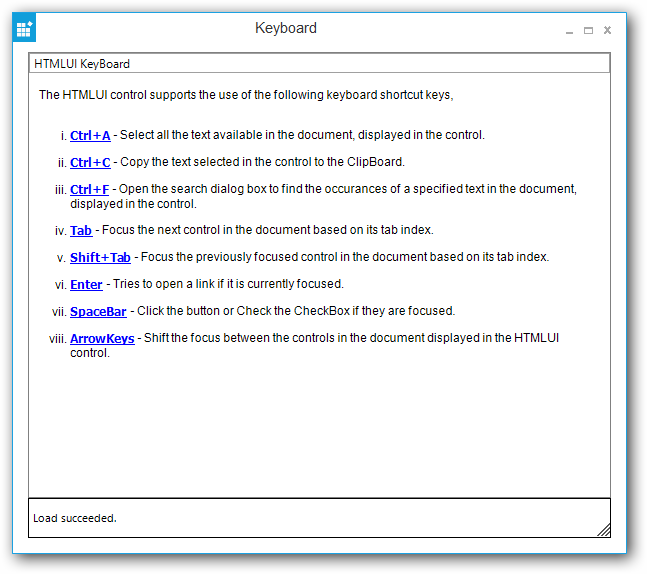 Keyboard
HTMLUI KeyBoard
The HTMLUI control supports the use of the following keyboard shortcut keys,
i. Ctrl+A - Select all the text available in the document, displayed in the control.
ii. Ctrl+C - Copy the text selected in the control to the ClipBoard.
iii. Ctrl+F - Open the search dialog box to find the occurances of a specified text in the document,
displayed in the control.
iv. Tab - Focus the next control in the document based on its tab index.
v. Shift+Tab - Focus the previously focused control in the document based on its tab index.
vi. Enter - Tries to open a link if it is currently focused.
vii. SpaceBar - Click the button or Check the CheckBox if they are focused.
viii. ArrowKeys - Shift the focus between the controls in the document displayed in the HTMLUI
control.
Load succeeded.